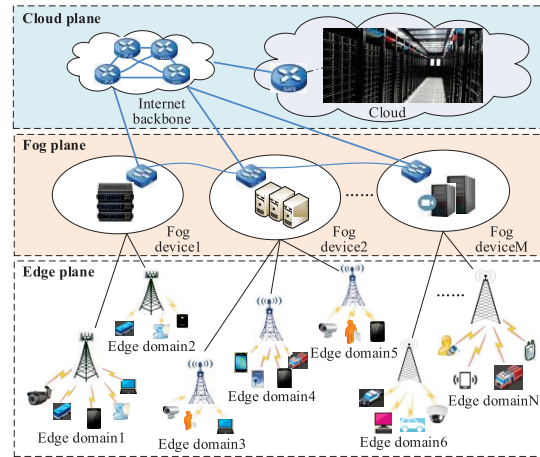 Cloud plane
Internet
backbone
SAFE
Cloud
Fog plane
......
Fog
device1
Fog
device2
Fog
deviceM
Edge plane
......
Edge domain2
Edge domain5
Edge domain4
Edge domainN
Edge domain1
Edge domain3
Edge domain6